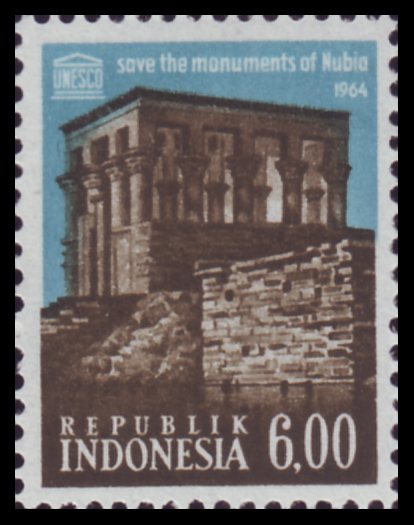 UNESCO
save the monuments of Nubia
1964
REPUBLIK
INDONESIA 6,00